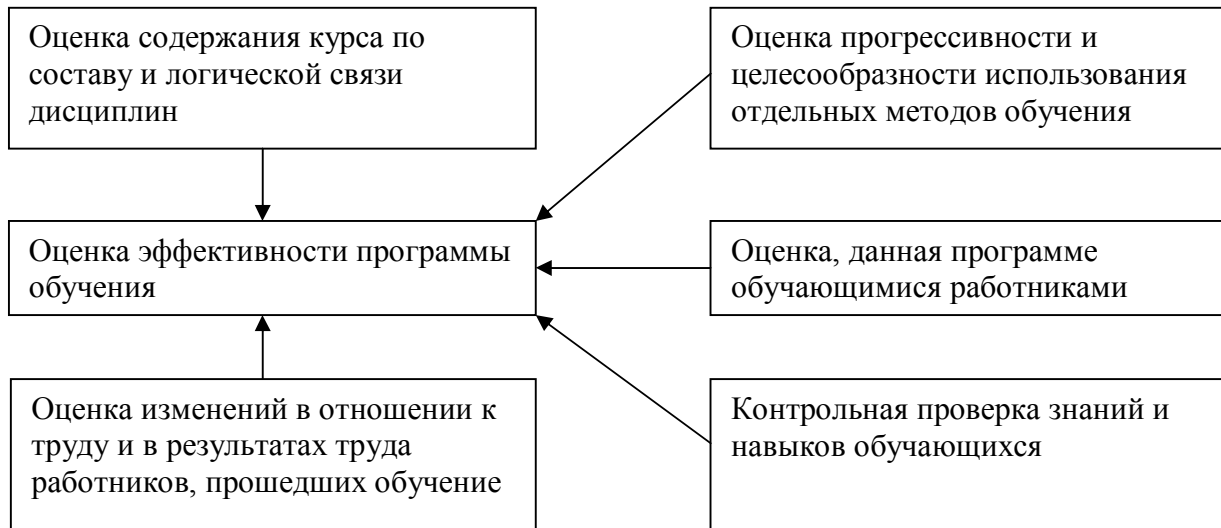 Оценка содержания курса по
составу и логической связи
дисциплин
Оценка прогрессивности и
целесообразности использования
отдельных методов обучения
Оценка эффективности программы
обучения
Оценка, данная программе
обучающимися работниками
Оценка изменений в отношении к
труду и в результатах труда
работников, прошедших обучение
Контрольная проверка знаний и
навыков обучающихся